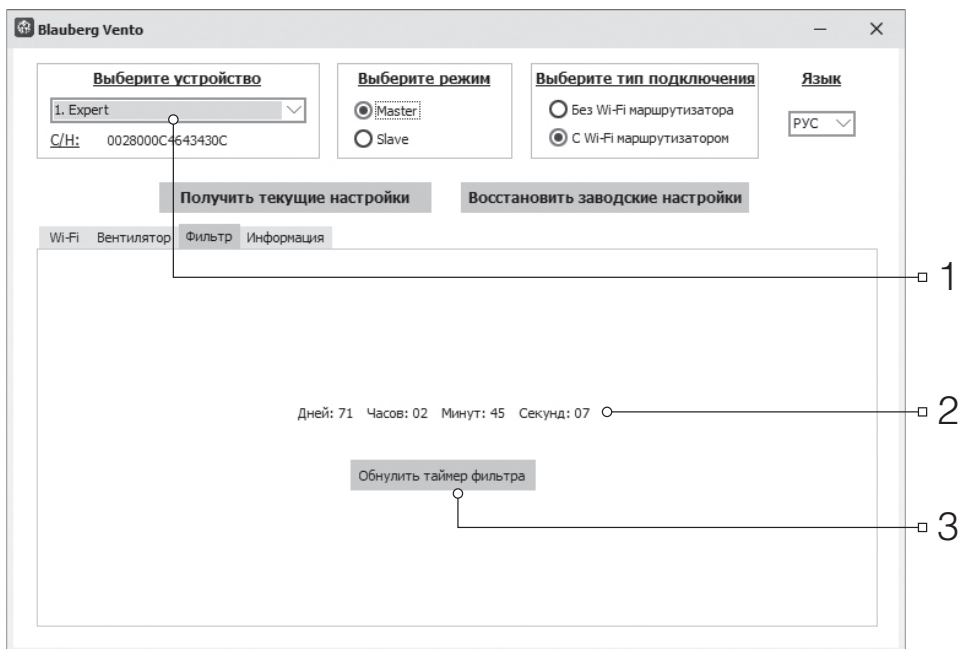 Blauberg Vento
Выберите устройство
1. Expert
С/Н: 0028000C4643430C
Выберите режим
Master
Slave
Выберите тип подключения
Без Wi-Fi маршрутизатора
С Wi-Fi маршрутизатором
Язык
РУС
Получить текущие настройки Восстановить заводские настройки
Wi-Fi Вентилятор Фильтр Информация
1
Дней: 71 Часов: 02 Минут: 45 Секунд: 07
2
Обнулить таймер фильтра
3